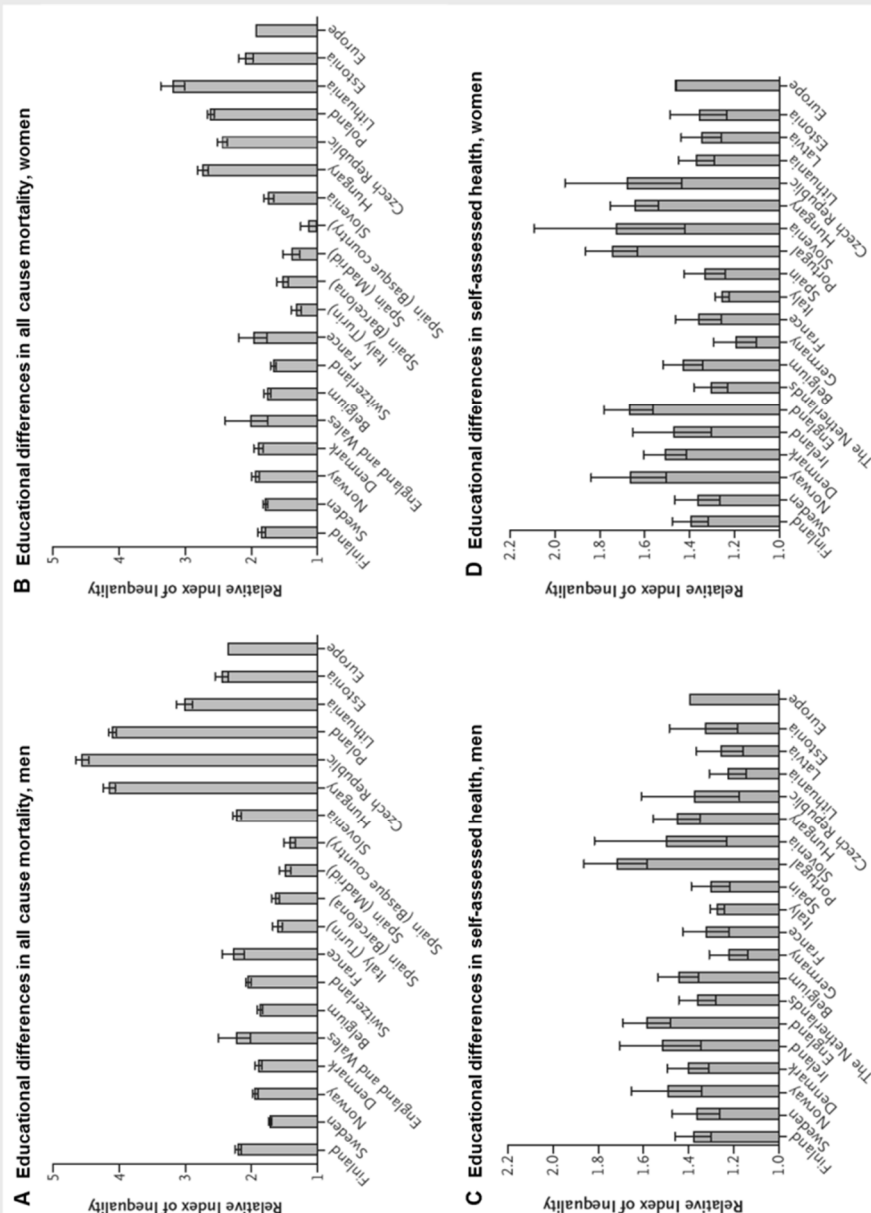 A Educational differences in all cause mortality, men
Relative Index of Inequality
5
4
3
2
1
Finland
Sweden
Norway
Denmark
England and Wales
Belgium
Switzerland
France
Italy (Turin)
Spain (Barcelona)
Spain (Madrid)
Spain (Basque country)
Slovenia
Hungary
Czech Republic
Poland
Lithuania
Estonia
Europe
B Educational differences in all cause mortality, women
Relative Index of Inequality
5
4
3
2
1
Finland
Sweden
Norway
Denmark
England and Wales
Belgium
Switzerland
France
Italy (Turin)
Spain (Barcelona)
Spain (Madrid)
Spain (Basque country)
Slovenia
Hungary
Czech Republic
Poland
Lithuania
Estonia
Europe
C Educational differences in self-assessed health, men
Relative Index of Inequality
2.2
2.0
1.8
1.6
1.4
1.2
1.0
Finland
Sweden
Norway
Denmark
Ireland
England
The Netherlands
Belgium
Germany
France
Italy
Spain
Portugal
Slovenia
Hungary
Czech Republic
Lithuania
Latvia
Estonia
Europe
D Educational differences in self-assessed health, women
Relative Index of Inequality
2.2
2.0
1.8
1.6
1.4
1.2
1.0
Finland
Sweden
Norway
Denmark
Ireland
England
The Netherlands
Belgium
Germany
France
Italy
Spain
Portugal
Slovenia
Hungary
Czech Republic
Lithuania
Latvia
Estonia
Europe